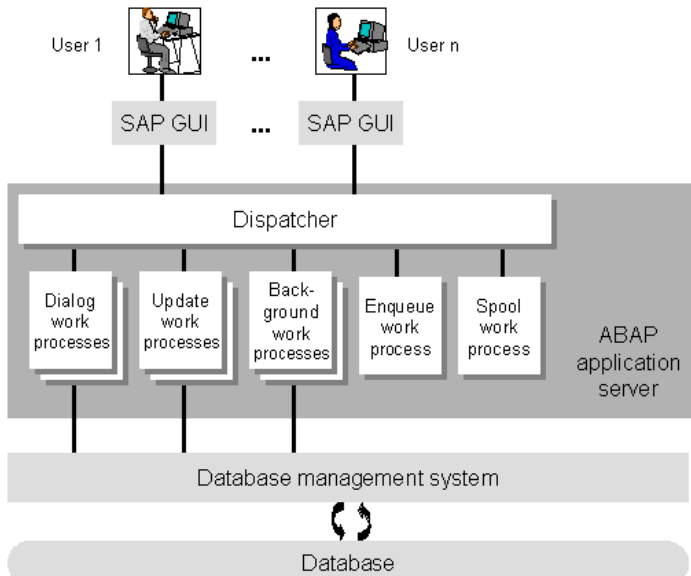 User 1
...
User n
SAP GUI
...
SAP GUI
Dispatcher
Dialog
work
processes
Update
work
processes
Back-
ground
work
processes
Enqueue
work
process
Spool
work
process
ABAP
application
server
Database management system
Database